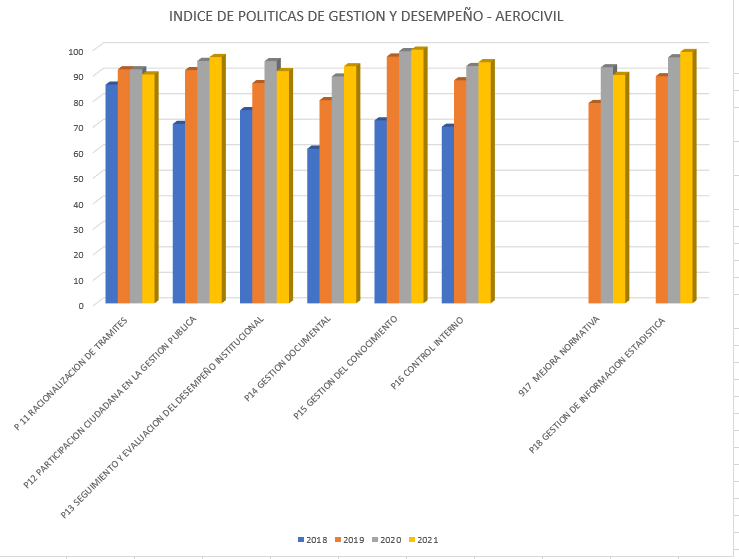 INDICE DE POLITICAS DE GESTION Y DESEMPEÑO - AEROCIVIL
100
90
80
70
60
50
40
30
20
10
0
P 11 RACIONALIZACION DE TRAMITES
P12 PARTICIPACION CIUDADANA EN LA GESTION PUBLICA
P13 SEGUIMIENTO Y EVALUACION DEL DESEMPEÑO INSTITUCIONAL
P14 GESTION DOCUMENTAL
P15 GESTION DEL CONOCIMIENTO
P16 CONTROL INTERNO
917 MEJORA NORMATIVA
P18 GESTION DE INFORMACION ESTADISTICA
2018 2019 2020 2021